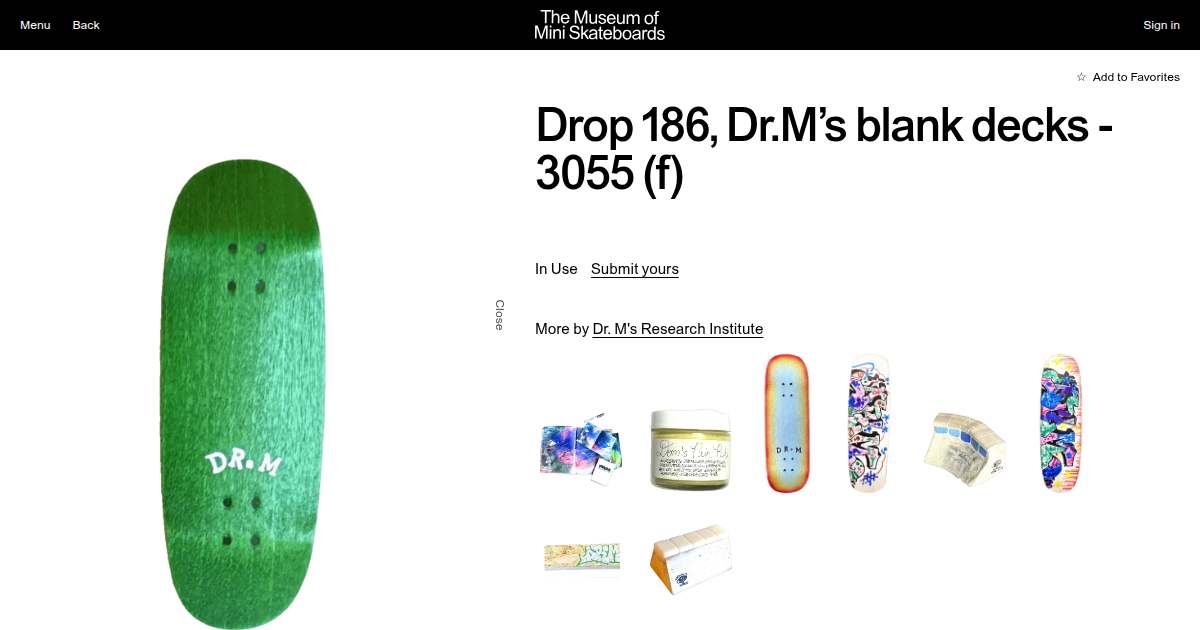 Menu
Back
The Museum of
Mini Skateboards
Sign in
☆ Add to Favorites
Drop 186, Dr.M’s blank decks -
3055 (f)
In Use
Submit yours
Close
More by Dr. M's Research Institute
DR.M
DR.M